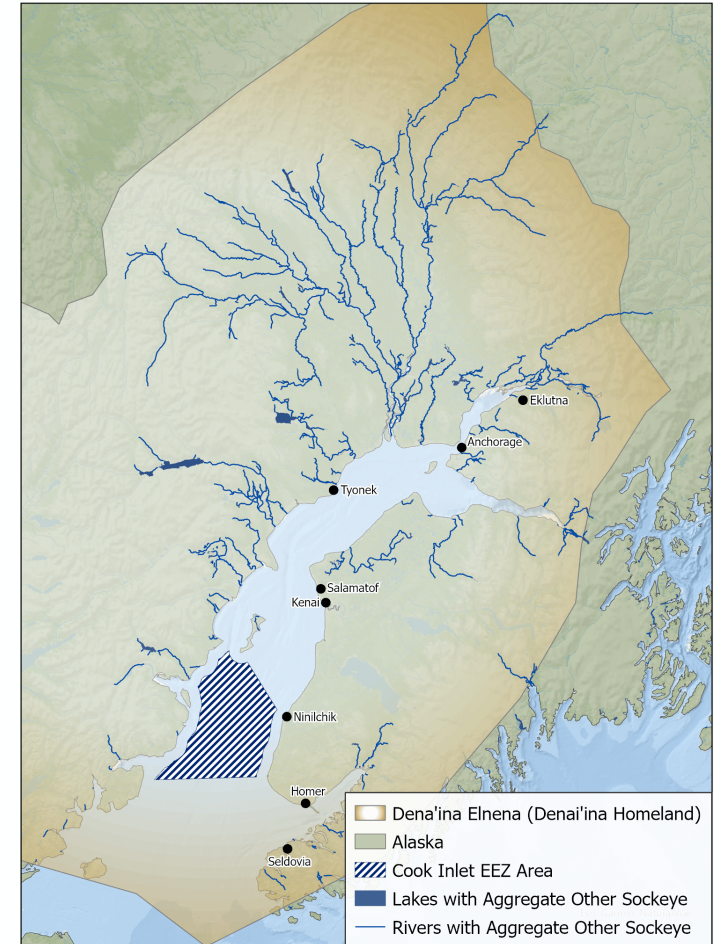 Eklutna
Anchorage
Tyonek
Salamatof
Kenai
Ninilchik
Homer
Seldovia
Dena'ina Elnena (Denai'ina Homeland)
Alaska
Cook Inlet EEZ Area
Lakes with Aggregate Other Sockeye
Rivers with Aggregate Other Sockeye